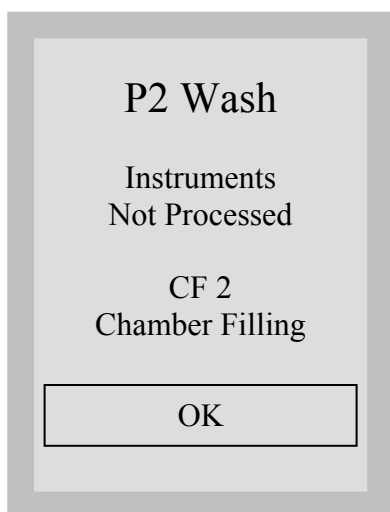 P2 Wash
Instruments
Not Processed
CF 2
Chamber Filling
OK